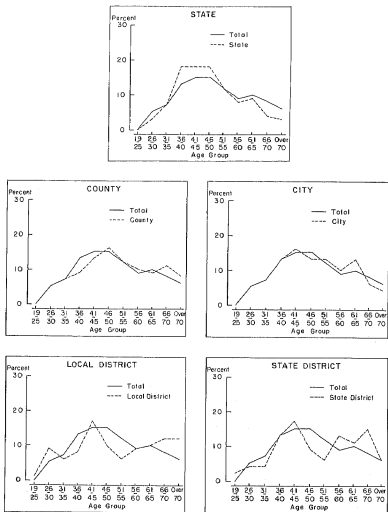 STATE
Percent
30
20
10
0
Total
State
19 26 31 36 41 46 51 56 61 66 Over
25 30 35 40 45 50 55 60 65 70 70
Age Group
COUNTY
Percent
30
20
10
0
Total
County
19 26 31 36 41 46 51 56 61 66 Over
25 30 35 40 45 50 55 60 65 70 70
Age Group
CITY
Percent
30
20
10
0
Total
City
19 26 31 36 41 46 51 56 61 66 Over
25 30 35 40 45 50 55 60 65 70 70
Age Group
LOCAL DISTRICT
Percent
30
20
10
0
Total
Local District
19 26 31 36 41 46 51 56 61 66 Over
25 30 35 40 45 50 55 60 65 70 70
Age Group
STATE DISTRICT
Percent
30
20
10
0
Total
State District
19 26 31 36 41 46 51 56 61 66 Over
25 30 35 40 45 50 55 60 65 70 70
Age Group